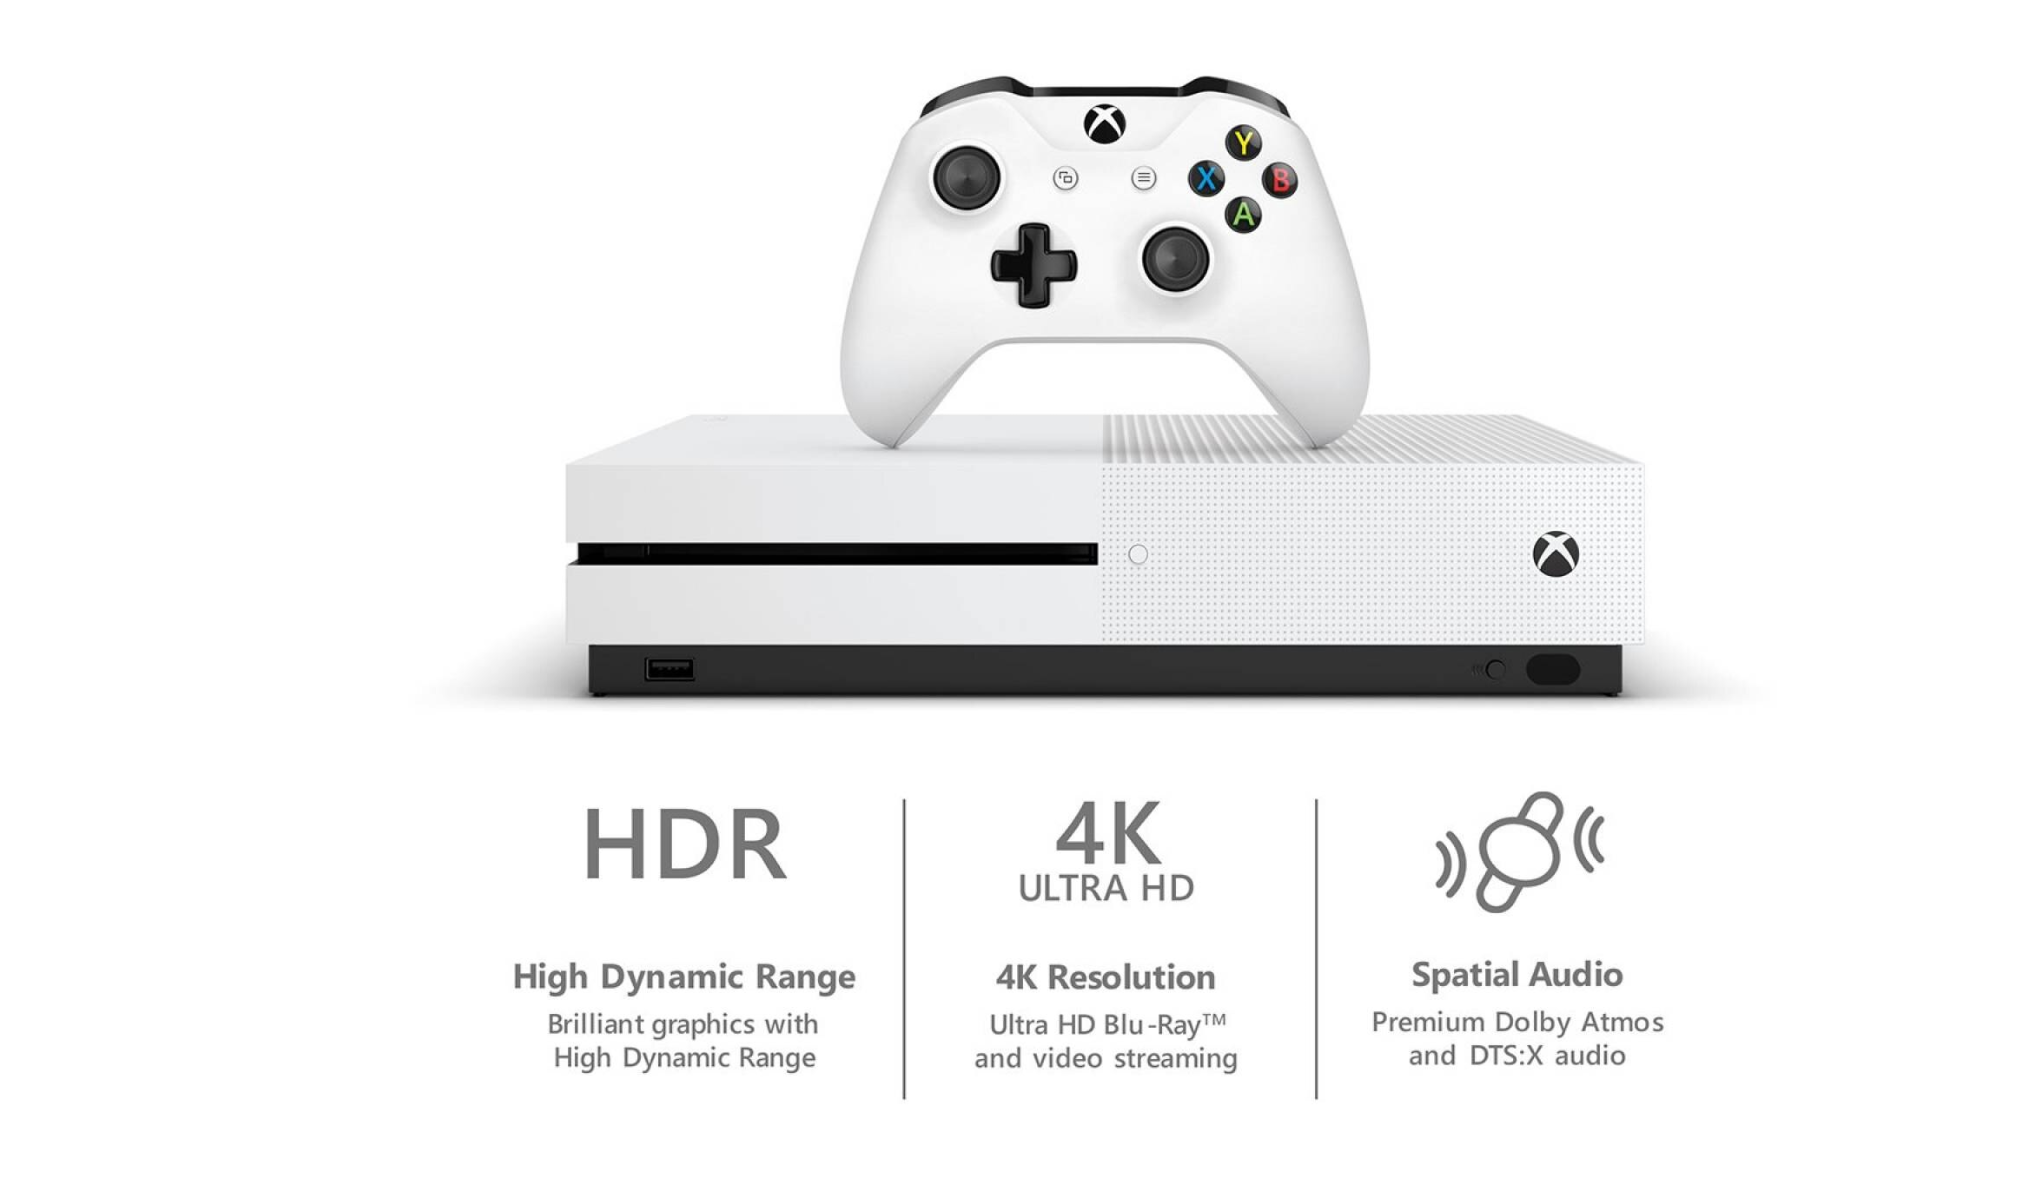 Y
X
B
A
HDR
High Dynamic Range
Brilliant graphics with
High Dynamic Range
4K
ULTRA HD
4K Resolution
Ultra HD Blu-Ray™
and video streaming
Spatial Audio
Premium Dolby Atmos
and DTS:X audio